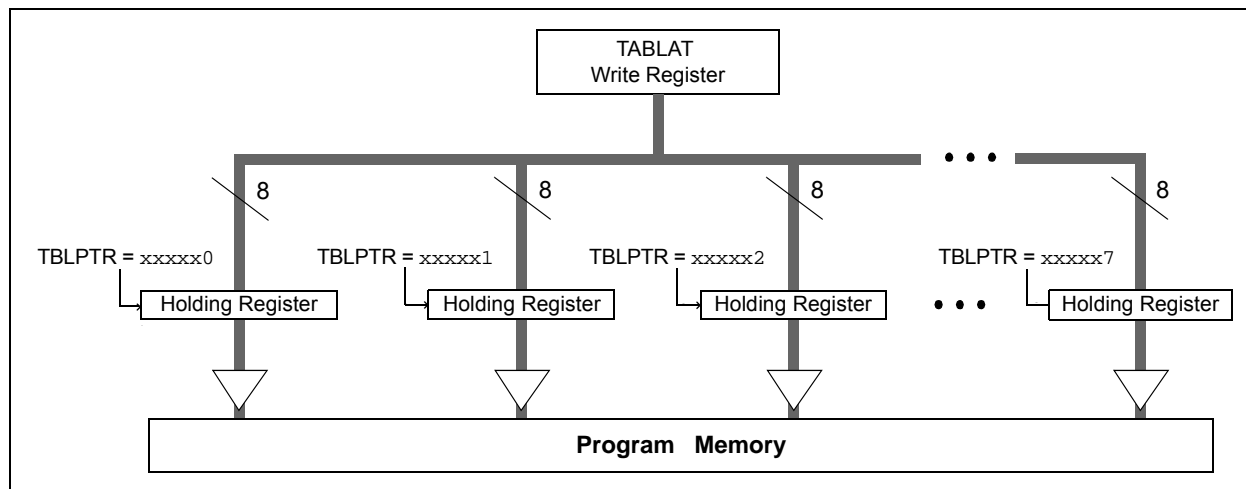 TABLAT
Write Register
• • •
8
8
8
8
TBLPTR = xxxxx0
TBLPTR = xxxxx1
TBLPTR = xxxxx2
TBLPTR = xxxxx7
Holding Register
Holding Register
Holding Register
• • •
Holding Register
Program Memory